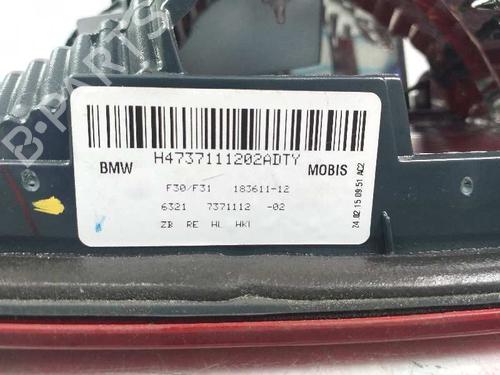 B-Parts
H4737111202ADTY
BMW MOBIS
F30/F31 183611-12
6321 7371112 -02
ZB RE HL HKL
24 02 15 09:51 AC2